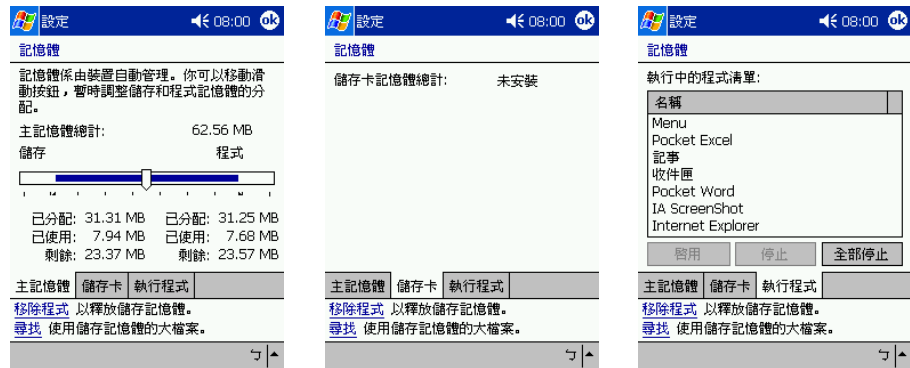 設定 08:00 ok
記憶體
記憶體係由裝置自動管理。你可以移動滑
動按鈕，暫時調整儲存和程式記憶體的分
配。
主記憶體總計: 62.56 MB
儲存 程式
已分配: 31.31 MB 已分配: 31.25 MB
已使用: 7.94 MB 已使用: 7.68 MB
剩餘: 23.37 MB 剩餘: 23.57 MB
主記憶體 儲存卡 執行程式
移除程式 以釋放儲存記憶體。
尋找 使用儲存記憶體的大檔案。
ㄅ
設定 08:00 ok
記憶體
儲存卡記憶體總計: 未安裝
主記憶體 儲存卡 執行程式
移除程式 以釋放儲存記憶體。
尋找 使用儲存記憶體的大檔案。
ㄅ
設定 08:00 ok
記憶體
執行中的程式清單:
名稱
Menu
Pocket Excel
記事
收件匣
Pocket Word
IA ScreenShot
Internet Explorer
啓用 停止 全部停止
主記憶體 儲存卡 執行程式
移除程式 以釋放儲存記憶體。
尋找 使用儲存記憶體的大檔案。
ㄅ